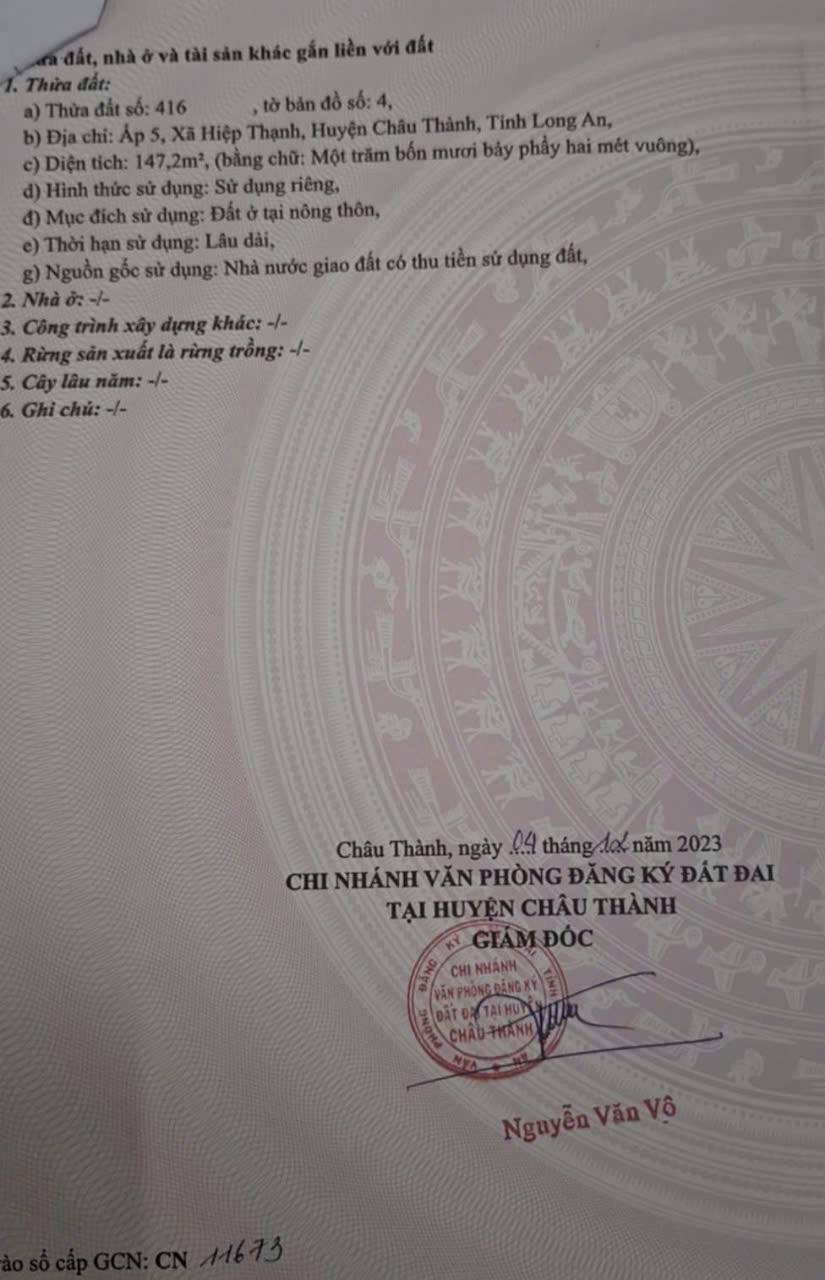 đất, nhà ở và tài sản khác gắn liền với đất
1. Thửa đất:
a) Thửa đất số: 416 , tờ bản đồ số: 4,
b) Địa chỉ: Ấp 5, Xã Hiệp Thạnh, Huyện Châu Thành, Tỉnh Long An,
c) Diện tích: 147,2m², (bằng chữ: Một trăm bốn mươi bảy phẩy hai mét vuông),
d) Hình thức sử dụng: Sử dụng riêng,
đ) Mục đích sử dụng: Đất ở tại nông thôn,
e) Thời hạn sử dụng: Lâu dài,
g) Nguồn gốc sử dụng: Nhà nước giao đất có thu tiền sử dụng đất,
2. Nhà ở: -/-
3. Công trình xây dựng khác: -/-
4. Rừng sản xuất là rừng trồng: -/-
5. Cây lâu năm: -/-
6. Ghi chú: -/-
Châu Thành, ngày tháng năm 2023
CHI NHÁNH VĂN PHÒNG ĐĂNG KÝ ĐẤT ĐAI
TẠI HUYỆN CHÂU THÀNH
GIÁM ĐỐC
CHI NHÁNH
VĂN PHÒNG ĐĂNG KÝ
ĐẤT ĐAI TẠI HUYỆN
CHÂU THÀNH
Nguyễn Văn Vộ
vào sổ cấp GCN: CN 11673